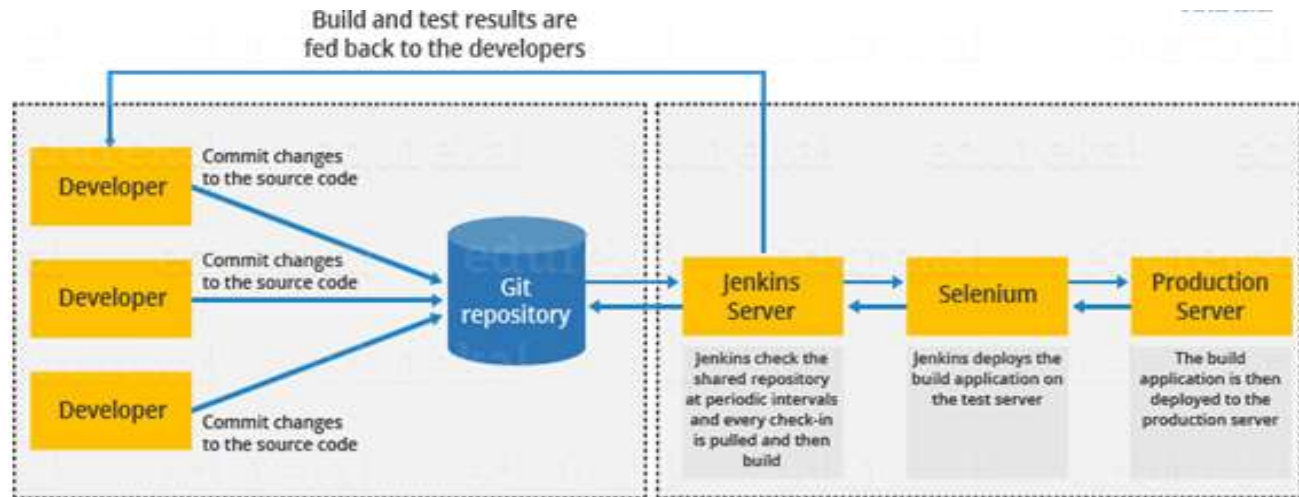 Build and test results are
fed back to the developers
Developer
Commit changes
to the source code
Developer
Commit changes
to the source code
Developer
Commit changes
to the source code
Git
repository
Jenkins
Server
Jenkins check the
shared repository
at periodic intervals
and every check-in
is pulled and then
build
Selenium
Jenkins deploys the
build application on
the test server
Production
Server
The build
application is then
deployed to the
production server